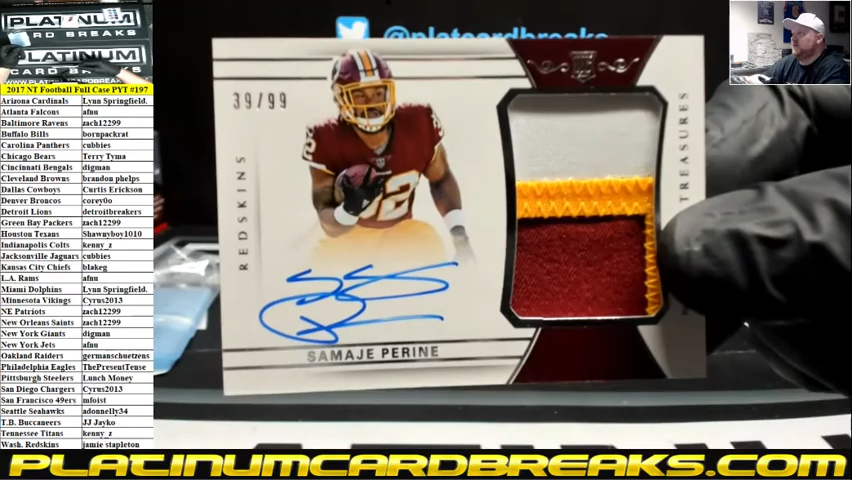 PLATINUM
CARD BREAKS
PLATINUM
CARD BREAKS
@platcardbreaks
2017 NT Football Full Case PYT #197
Arizona Cardinals Lynn Springfield.
Atlanta Falcons afnu
Baltimore Ravens zach12299
Buffalo Bills bornpackrat
Carolina Panthers cubbies
Chicago Bears Terry Tyma
Cincinnati Bengals digman
Cleveland Browns brandon phelps
Dallas Cowboys Curtis Erickson
Denver Broncos corey0o
Detroit Lions detroitbreakers
Green Bay Packers zach12299
Houston Texans Shawnyboy1010
Indianapolis Colts kenny_z
Jacksonville Jaguars cubbies
Kansas City Chiefs blakeg
L.A. Rams afnu
Miami Dolphins Lynn Springfield.
Minnesota Vikings Cyrus2013
NE Patriots zach12299
New Orleans Saints zach12299
New York Giants digman
New York Jets afnu
Oakland Raiders germanschnetzens
Philadelphia Eagles ThePresentTense
Pittsburgh Steelers Lunch Money
San Diego Chargers Cyrus2013
San Francisco 49ers mfoist
Seattle Seahawks adonnelly34
T.B. Buccaneers JJ Jayko
Tennessee Titans kenny_z
Wash. Redskins jamie stapleton
39/99
REDSKINS
32
TREASURES
SAMAJE PERINE
PLATINUMCARDBREAKS.COM